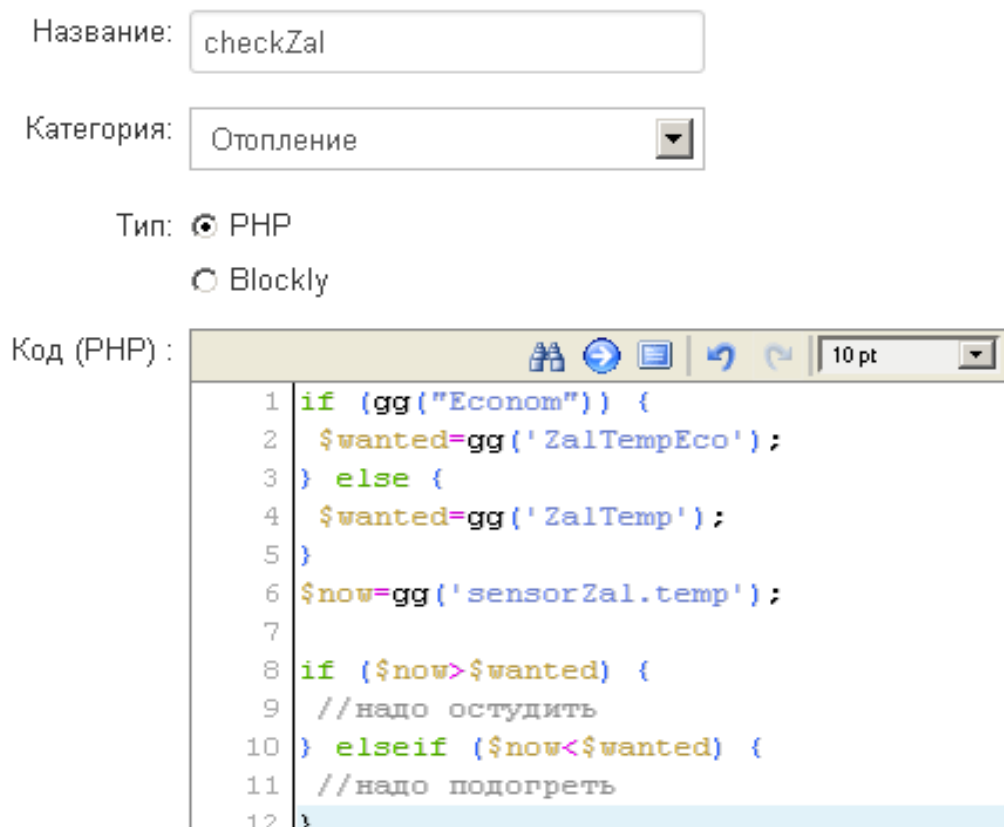 Название: checkZal
Категория: Отопление
Тип: PHP
Blockly
Код (PHP) :
10 pt
1 if (gg("Econom")) {
2 $wanted=gg('ZalTempEco');
3 } else {
4 $wanted=gg('ZalTemp');
5 }
6 $now=gg('sensorZal.temp');
7
8 if ($now>$wanted) {
9 //надо остудить
10 } elseif ($now<$wanted) {
11 //надо подогреть
12 }